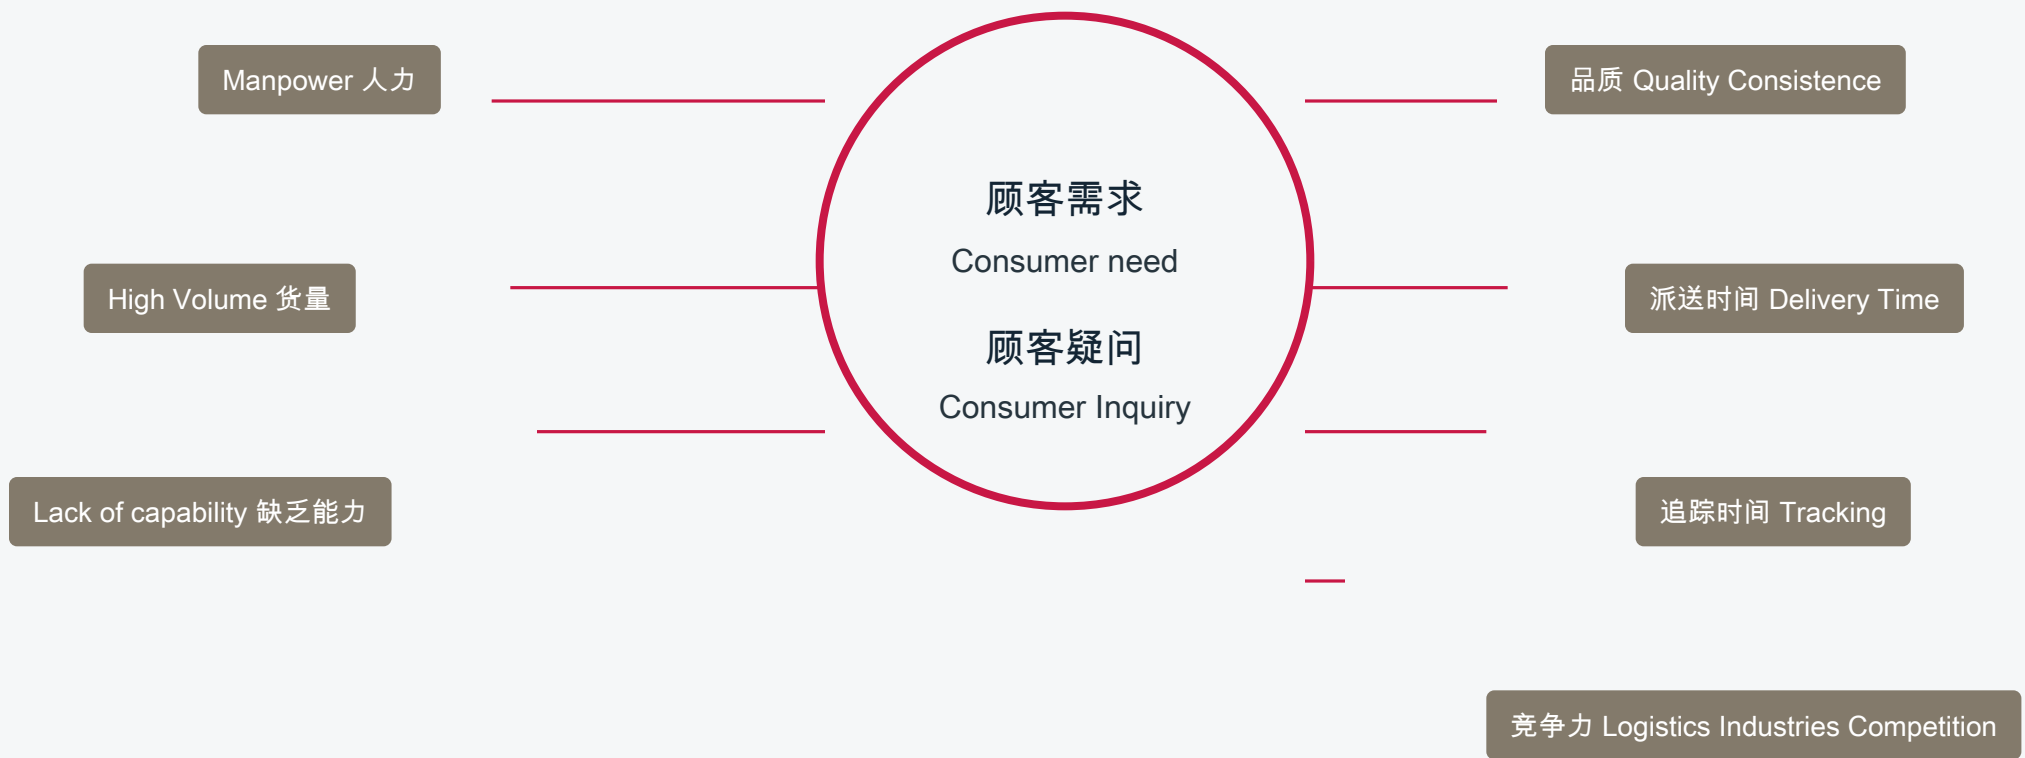 Manpower 人力
品质 Quality Consistence
顾客需求
Consumer need
High Volume 货量
派送时间 Delivery Time
顾客疑问
Consumer Inquiry
Lack of capability 缺乏能力
追踪时间 Tracking
竞争力 Logistics Industries Competition